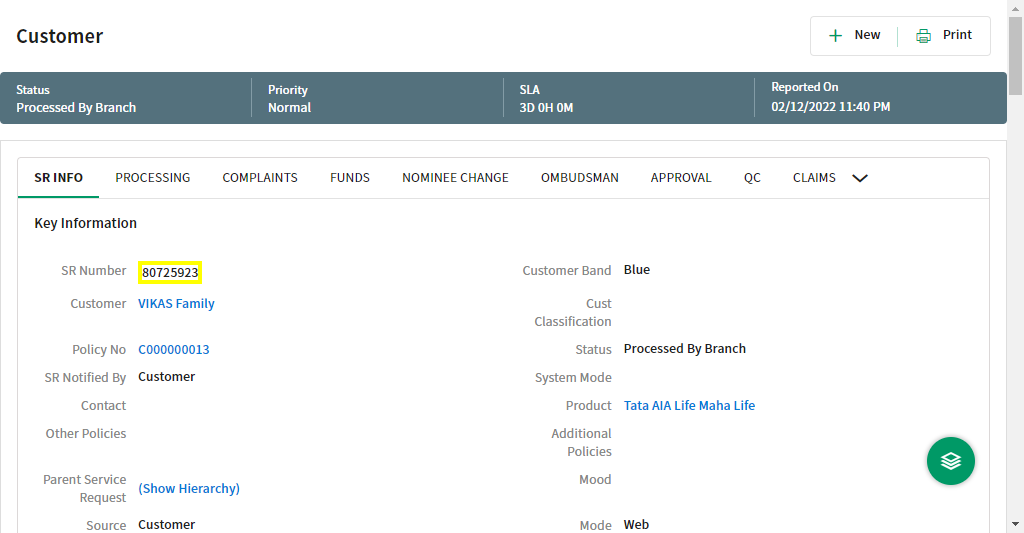 Customer
New
Print
Status
Processed By Branch
Priority
Normal
SLA
3D 0H 0M
Reported On
02/12/2022 11:40 PM
SR INFO PROCESSING COMPLAINTS FUNDS NOMINEE CHANGE OMBUDSMAN APPROVAL QC CLAIMS
Key Information
SR Number 80725923
Customer Band Blue
Customer VIKAS Family
Cust
Classification
Policy No C000000013
Status Processed By Branch
SR Notified By Customer
System Mode
Contact
Product Tata AIA Life Maha Life
Other Policies
Additional
Policies
Parent Service
Request (Show Hierarchy)
Mood
Source Customer
Mode Web